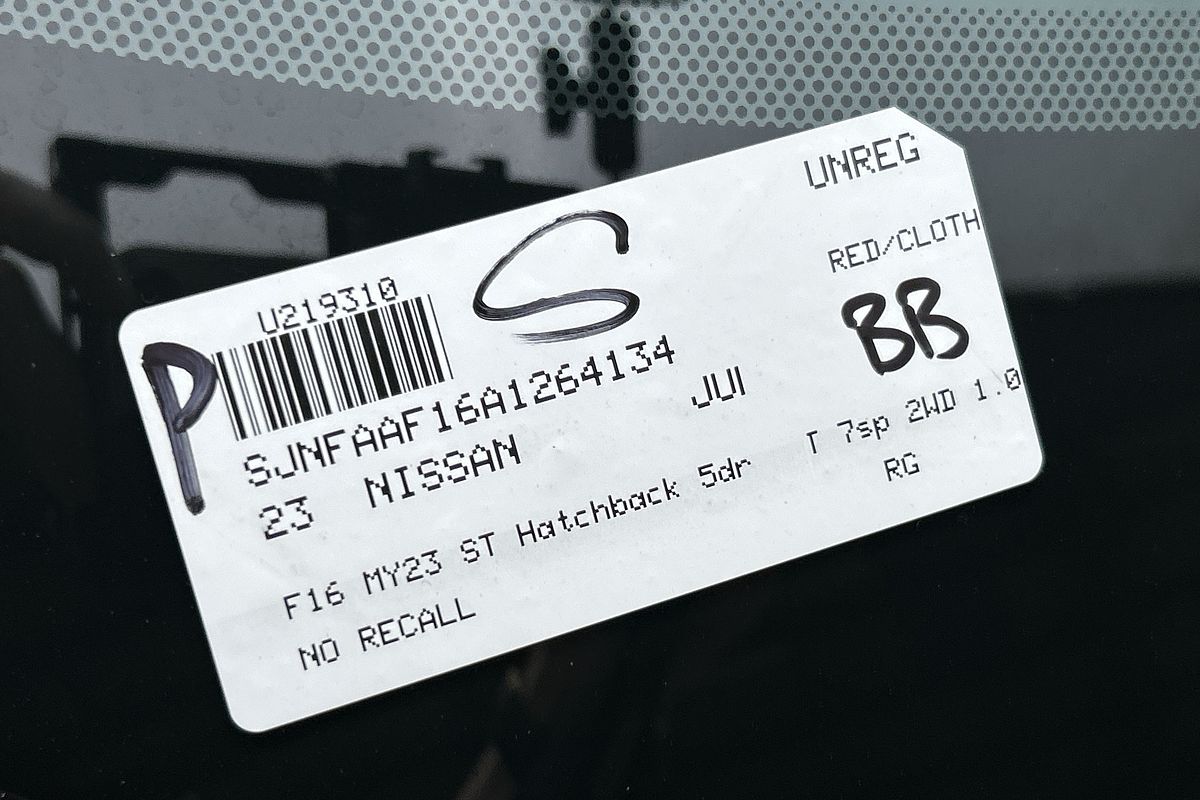 UNREG
U219310
S
RED/CLOTH
P
BB
SJNFAAF16A1264134
23 NISSAN JUI
F16 MY23 ST Hatchback 5dr T 7sp 2WD 1.0
RG
NO RECALL